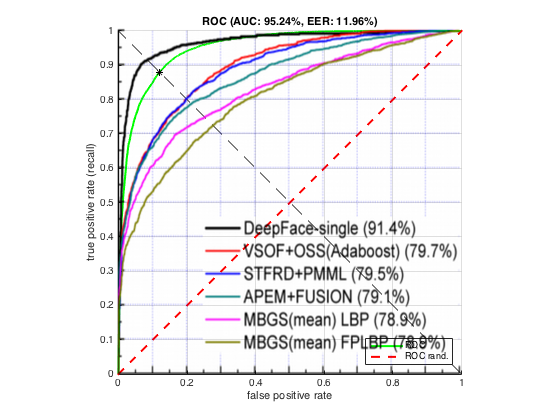 ROC (AUC: 95.24%, EER: 11.96%)
true positive rate (recall)
1
0.9
0.8
0.7
0.6
0.5
0.4
0.3
0.2
0.1
0
DeepFace-single (91.4%)
VSOF+OSS(Adaboost) (79.7%)
STFRD+PMML (79.5%)
APEM+FUSION (79.1%)
MBGS(mean) LBP (78.9%)
MBGS(mean) FPLBP
ROC rand.
0 0.2 0.4 0.6 0.8 1
false positive rate